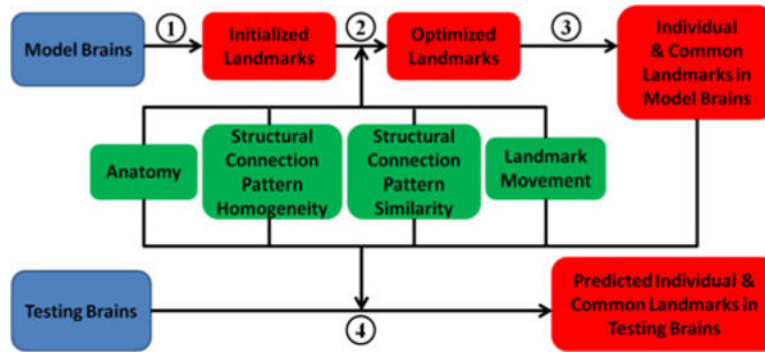 ①
②
③
Model Brains
Initialized
Landmarks
Optimized
Landmarks
Individual
& Common
Landmarks in
Model Brains
Anatomy
Structural
Connection
Pattern
Homogeneity
Structural
Connection
Pattern
Similarity
Landmark
Movement
Testing Brains
④
Predicted Individual &
Common Landmarks in
Testing Brains